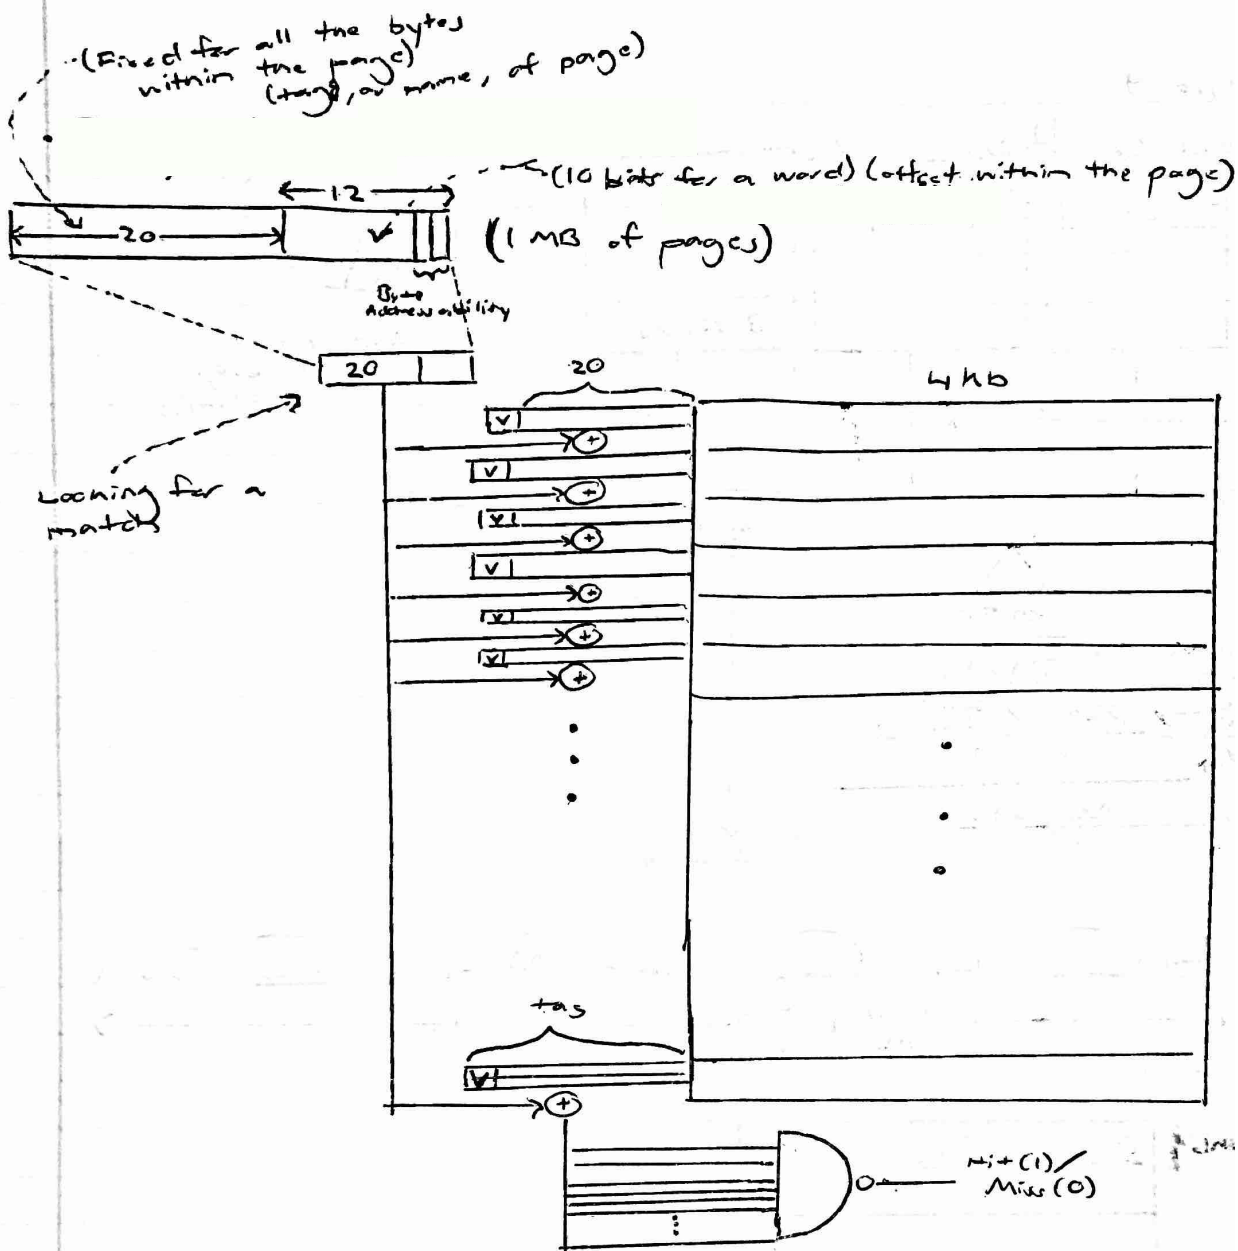 (Fixed for all the bytes
within the page)
(tag, or name, of page)
12
(10 bits for a word) (offset within the page)
20
v
(1 MB of pages)
Byte
Addressability
20
20
4kb
v
v
Looking for a
match
v
v
v
v
tag
v
Hit (1) /
Miss (0)